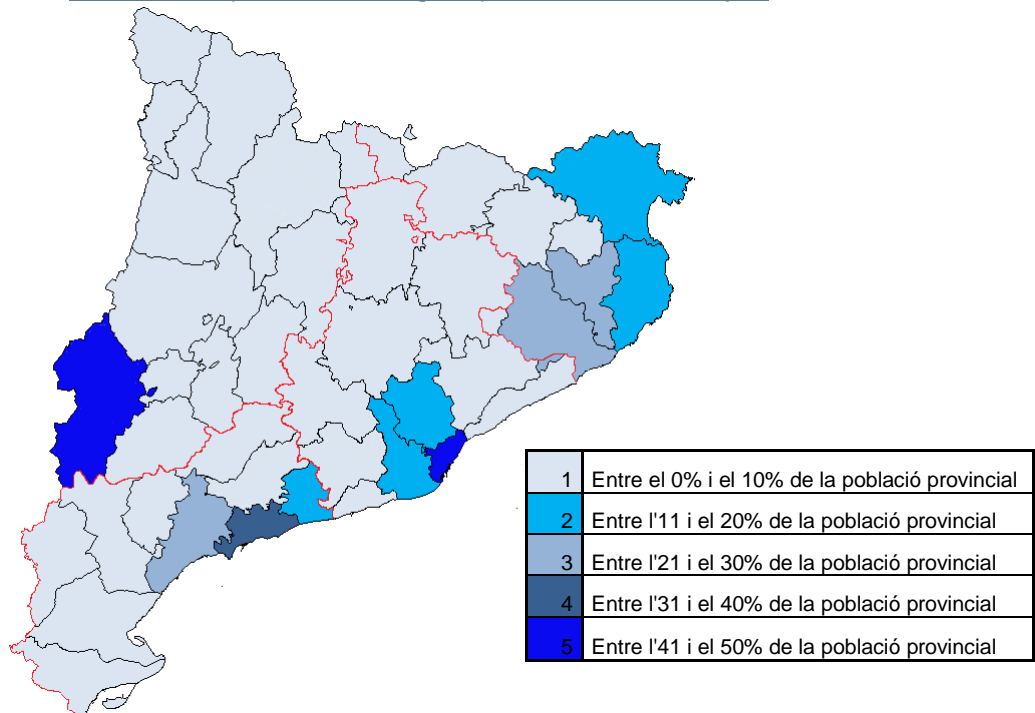 1 Entre el 0% i el 10% de la població provincial
2 Entre l'11 i el 20% de la població provincial
3 Entre l'21 i el 30% de la població provincial
4 Entre l'31 i el 40% de la població provincial
5 Entre l'41 i el 50% de la població provincial